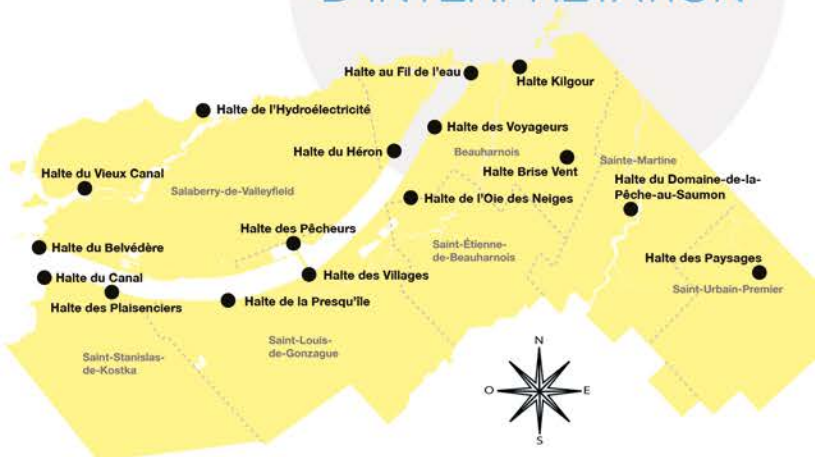 D'INTERPRÉTATION
Halte au Fil de l'eau
Halte Kilgour
Halte de l'Hydroélectricité
Halte des Voyageurs
Halte du Héron
Beauharnois
Halte Brise Vent
Sainte-Martine
Halte du Vieux Canal
Salaberry-de-Valleyfield
Halte de l'Oie des Neiges
Halte du Domaine-de-la-
Pêche-au-Saumon
Halte des Pêcheurs
Halte du Belvédère
Saint-Étienne-
de-Beauharnois
Halte des Paysages
Halte du Canal
Halte des Villages
Halte des Plaisenciers
Halte de la Presqu'île
Saint-Urbain-Premier
Saint-Louis-
de-Gonzague
Saint-Stanislas-
de-Kostka
N
O
E
S